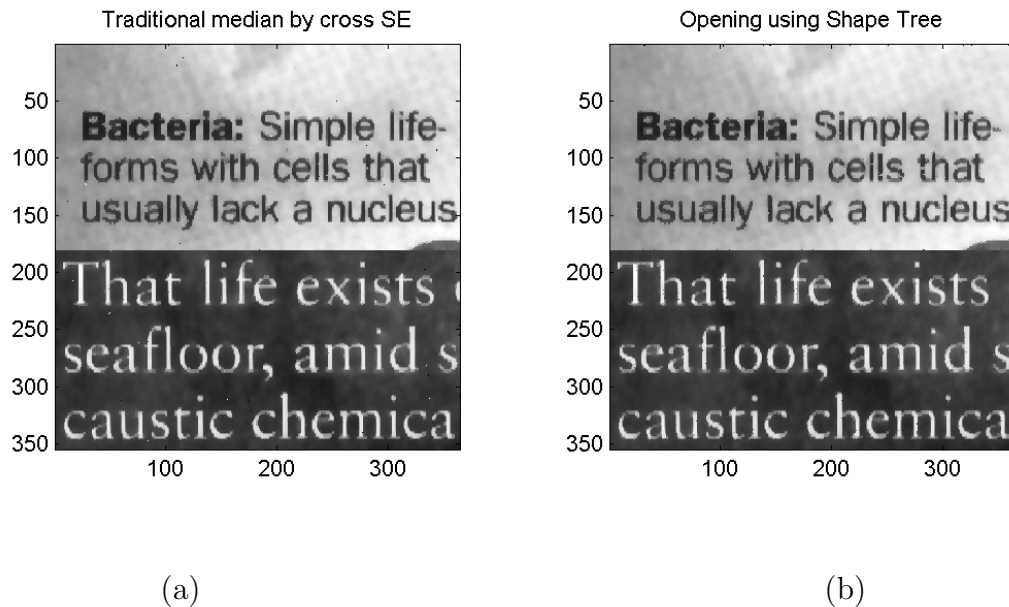 Traditional median by cross SE
50
100
150
200
250
300
350
100 200 300
Bacteria: Simple life-
forms with cells that
usually lack a nucleus
That life exists
seafloor, amid s
caustic chemica
(a)
Opening using Shape Tree
50
100
150
200
250
300
350
100 200 300
Bacteria: Simple life-
forms with cells that
usually lack a nucleus
That life exists
seafloor, amid s
caustic chemica
(b)